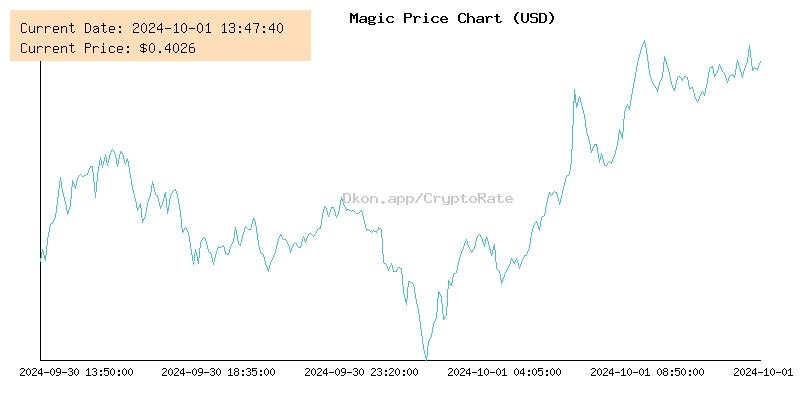 Magic Price Chart (USD)
Current Date: 2024-10-01 13:47:40
Current Price: $0.4026
Dkon.app/CryptoRate
2024-09-30 13:50:00 2024-09-30 18:35:00 2024-09-30 23:20:00 2024-10-01 04:05:00 2024-10-01 08:50:00 2024-10-01